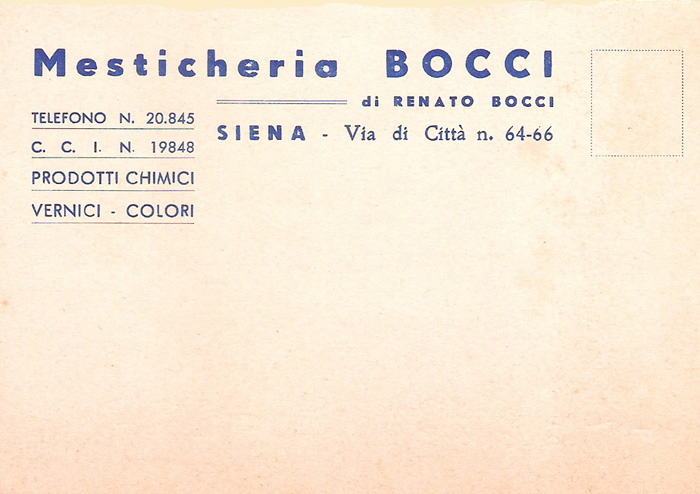 Mesticheria BOCCI
di RENATO BOCCI
SIENA - Via di Città n. 64-66
TELEFONO N. 20.845
C. C. I. N. 19848
PRODOTTI CHIMICI
VERNICI - COLORI